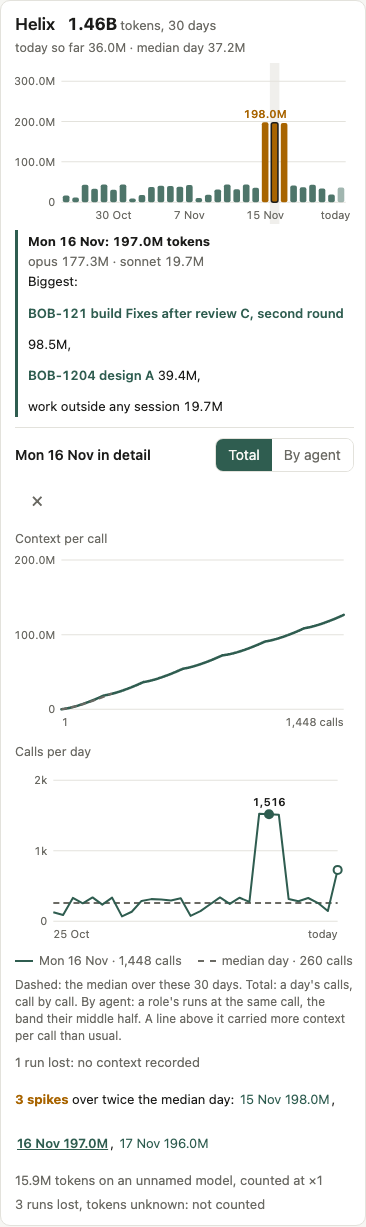 Helix 1.46B tokens, 30 days
today so far 36.0M · median day 37.2M
300.0M
198.0M
200.0M
100.0M
0
30 Oct 7 Nov 15 Nov today
Mon 16 Nov: 197.0M tokens
opus 177.3M · sonnet 19.7M
Biggest:
BOB-121 build Fixes after review C, second round
98.5M,
BOB-1204 design A 39.4M,
work outside any session 19.7M
Mon 16 Nov in detail Total By agent
×
Context per call
200.0M
100.0M
0
1 1,448 calls
Calls per day
2k
1,516
1k
0
25 Oct today
Mon 16 Nov · 1,448 calls median day · 260 calls
Dashed: the median over these 30 days. Total: a day's calls,
call by call. By agent: a role's runs at the same call, the
band their middle half. A line above it carried more context
per call than usual.
1 run lost: no context recorded
3 spikes over twice the median day: 15 Nov 198.0M,
16 Nov 197.0M, 17 Nov 196.0M
15.9M tokens on an unnamed model, counted at ×1
3 runs lost, tokens unknown: not counted